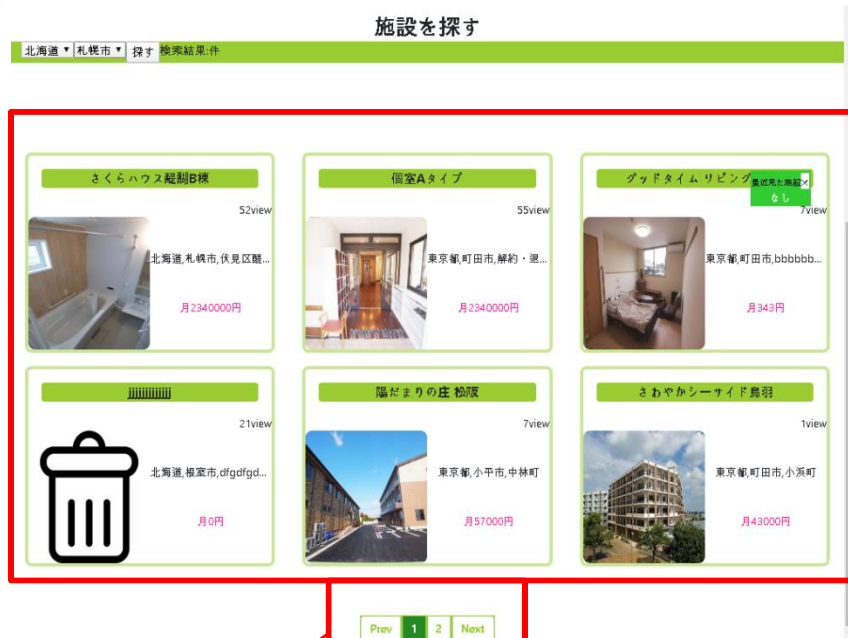 施設を探す
北海道 札幌市 探す 検索結果:件
さくらハウス醍醐B棟
52view
北海道,札幌市,伏見区醍...
月2340000円
個室Aタイプ
55view
東京都,町田市,解約・退...
月2340000円
グッドタイム リビング
最近見た施設×
なし
7view
東京都,町田市,bbbbbb...
月343円
jjjjjjjjjjjjj
21view
北海道,根室市,dfgdfgd...
月0円
陽だまりの庄 松阪
7view
東京都,小平市,中林町
月57000円
さわやかシーサイド鳥羽
1view
東京都,町田市,小浜町
月43000円
Prev 1 2 Next